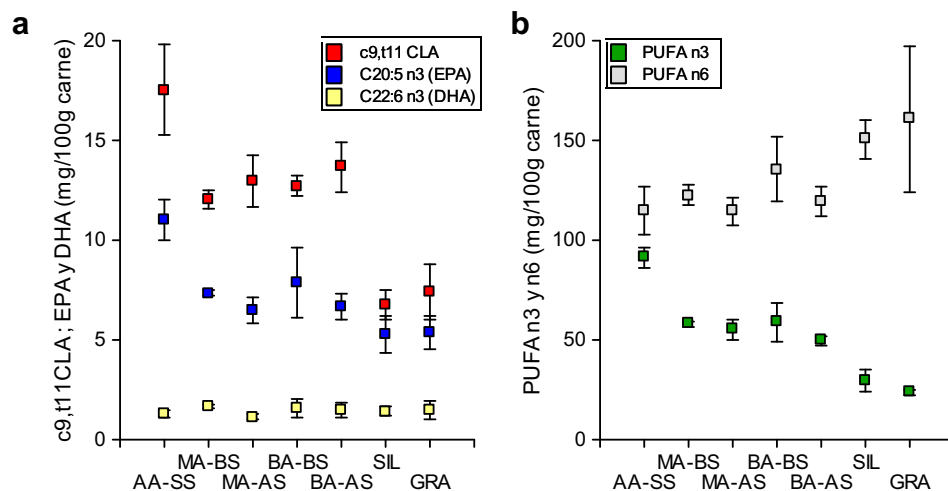 a
20
15
10
5
0
c9,t11CLA; EPA y DHA (mg/100g carne)
c9,t11 CLA
C20:5 n3 (EPA)
C22:6 n3 (DHA)
MA-BS BA-BS SIL
AA-SS MA-AS BA-AS GRA
b
200
150
100
50
0
PUFA n3 y n6 (mg/100g carne)
PUFA n3
PUFA n6
MA-BS BA-BS SIL
AA-SS MA-AS BA-AS GRA